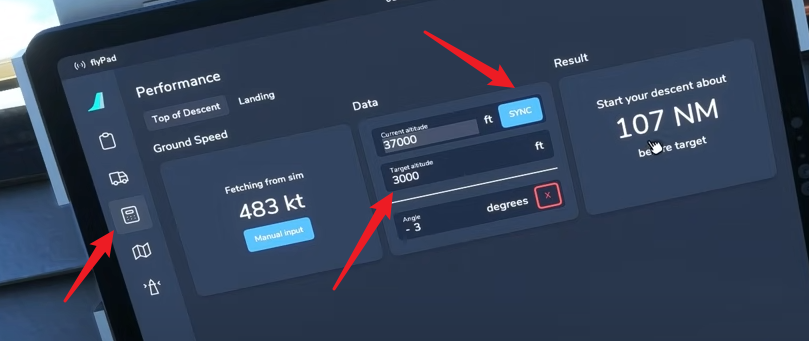 flyPad
Performance
Top of Descent
Landing
Ground Speed
Fetching from sim
483 kt
Manual input
Data
Current altitude
37000
ft
SYNC
Target altitude
3000
ft
Angle
- 3
degrees
X
Result
Start your descent about
107 NM
before target